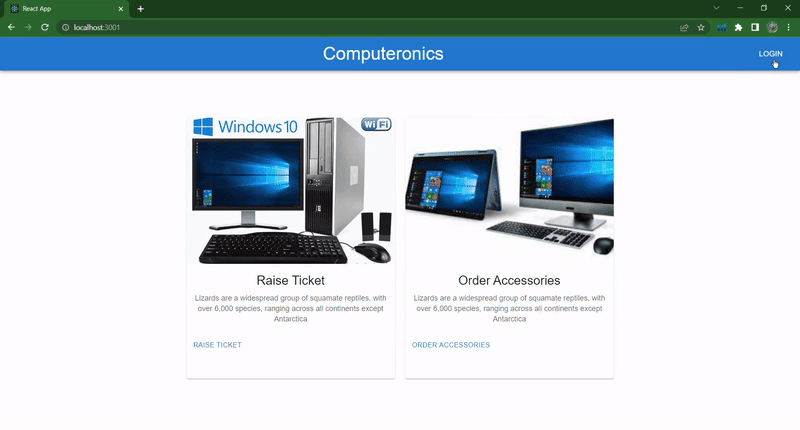 React App
localhost:3001
Computeronics
LOGIN
Windows 10
WiFi
Raise Ticket
Lizards are a widespread group of squamate reptiles, with
over 6,000 species, ranging across all continents except
Antarctica
RAISE TICKET
Order Accessories
Lizards are a widespread group of squamate reptiles, with
over 6,000 species, ranging across all continents except
Antarctica
ORDER ACCESSORIES